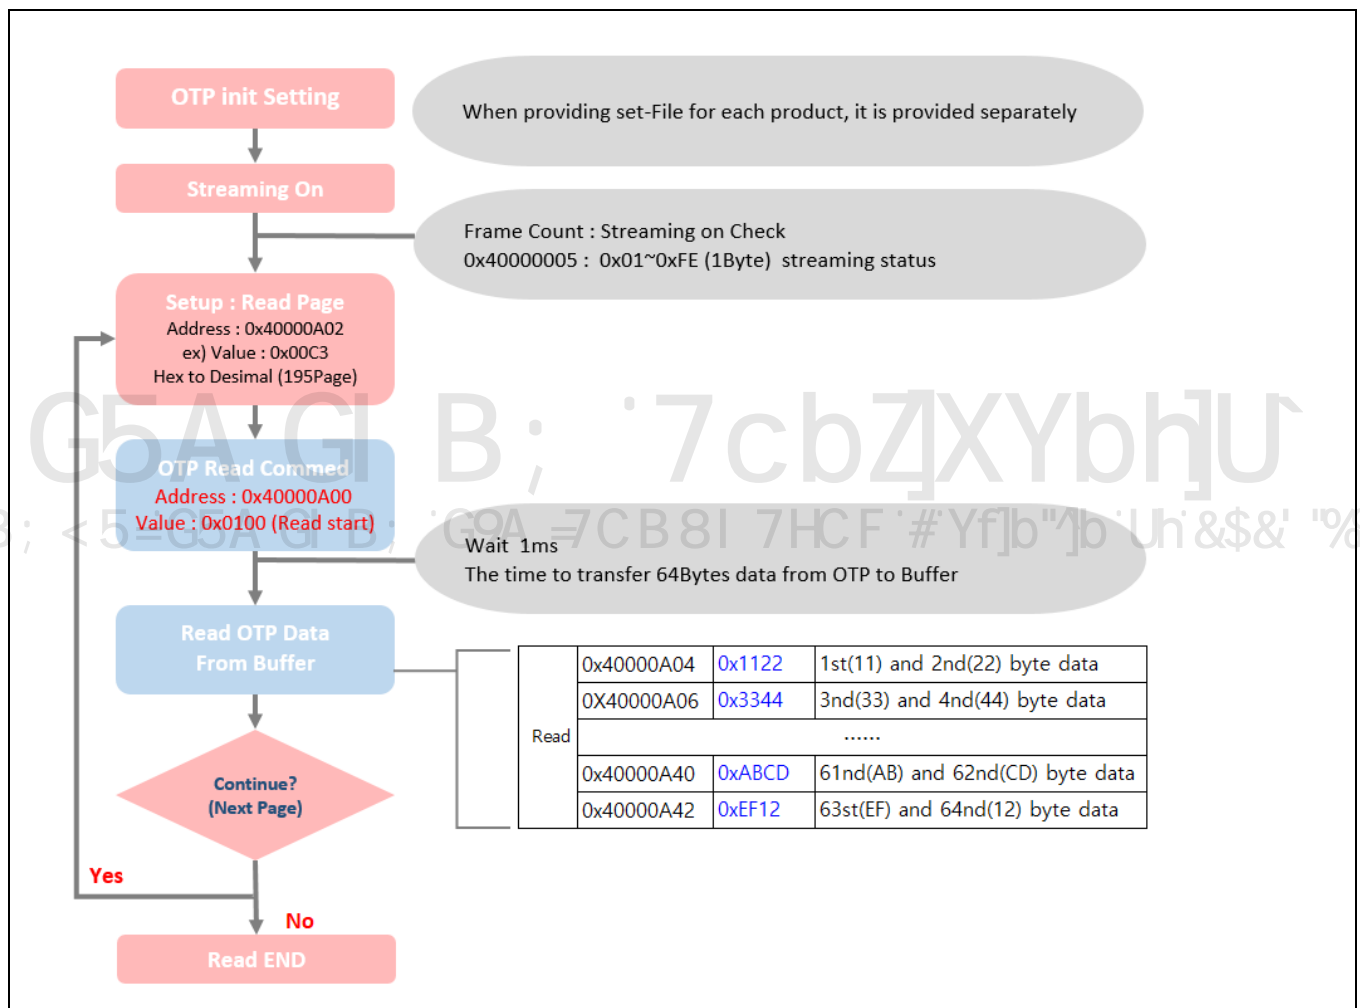 OTP init Setting
When providing set-File for each product, it is provided separately
Streaming On
Frame Count : Streaming on Check
0x40000005 : 0x01~0xFE (1Byte) streaming status
Setup : Read Page
Address : 0x40000A02
ex) Value : 0x00C3
Hex to Desimal (195Page)
G5A GI B; ˙7cbZ]XYbh]U`
OTP Read Commed
Address : 0x40000A00
Value : 0x0100 (Read start)
Wait 1ms
The time to transfer 64Bytes data from OTP to Buffer
Read OTP Data
From Buffer
Read
0x40000A04 0x1122 1st(11) and 2nd(22) byte data
0X40000A06 0x3344 3nd(33) and 4nd(44) byte data
······
0x40000A40 0xABCD 61nd(AB) and 62nd(CD) byte data
0x40000A42 0xEF12 63st(EF) and 64nd(12) byte data
Continue?
(Next Page)
Yes
No
Read END